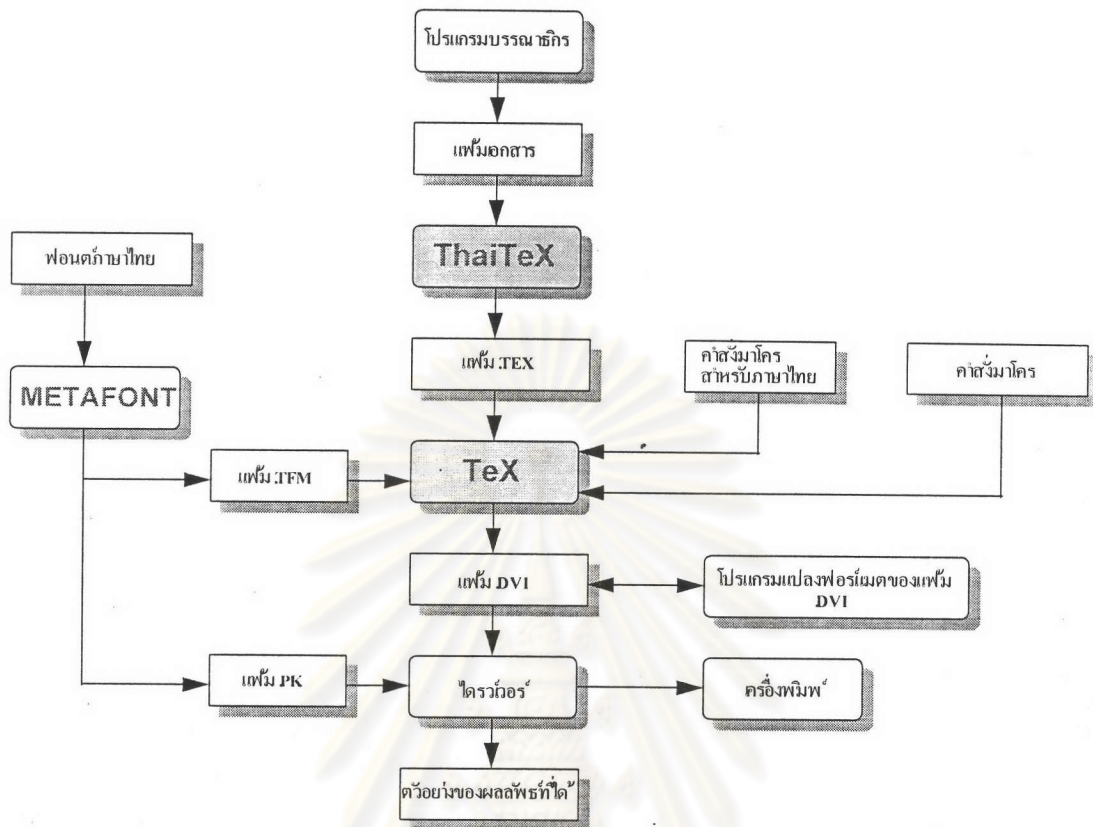 โปรแกรมบรรณาธิกร
แฟ้มเอกสาร
ThaiTeX
ฟอนต์ภาษาไทย
แฟ้ม .TEX
คำสั่งมาโคร
สำหรับภาษาไทย
คำสั่งมาโคร
METAFONT
TeX
แฟ้ม .TFM
แฟ้ม .DVI
โปรแกรมแปลงฟอร์แมตของแฟ้ม
.DVI
แฟ้ม .PK
ไดรว์เวอร์
เครื่องพิมพ์
ตัวอย่างของผลลัพธ์ที่ได้